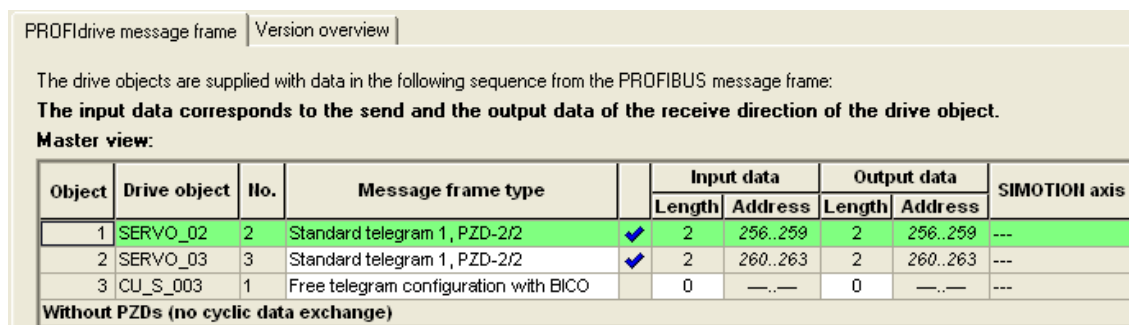 PROFIdrive message frame Version overview
The drive objects are supplied with data in the following sequence from the PROFIBUS message frame:
The input data corresponds to the send and the output data of the receive direction of the drive object.
Master view:
Object Drive object No. Message frame type Input data Output data SIMOTION axis
Length Address Length Address
1 SERVO_02 2 Standard telegram 1, PZD-2/2 ✔ 2 256..259 2 256..259 ---
2 SERVO_03 3 Standard telegram 1, PZD-2/2 ✔ 2 260..263 2 260..263 ---
3 CU_S_003 1 Free telegram configuration with BICO 0 —..— 0 —..— ---
Without PZDs (no cyclic data exchange)